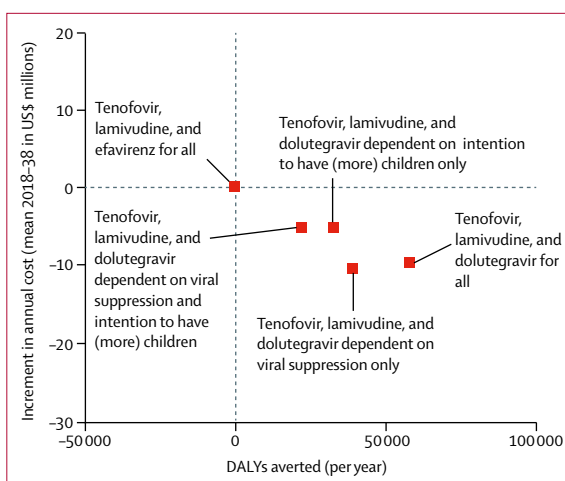 20
10
0
–10
–20
–30
Increment in annual cost (mean 2018–38 in US$ millions)
Tenofovir,
lamivudine, and
efavirenz for all
Tenofovir, lamivudine, and
dolutegravir dependent on intention
to have (more) children only
Tenofovir,
lamivudine, and
dolutegravir
dependent on viral
suppression and
intention to have
(more) children
Tenofovir,
lamivudine, and
dolutegravir for
all
Tenofovir, lamivudine, and
dolutegravir dependent on
viral suppression only
–50 000
0
50 000
100 000
DALYs averted (per year)